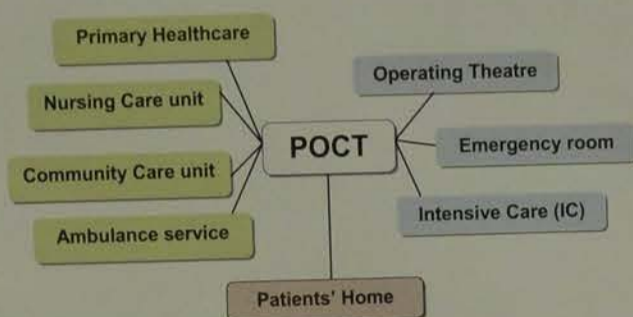 Primary Healthcare
Nursing Care unit
Community Care unit
Ambulance service
POCT
Operating Theatre
Emergency room
Intensive Care (IC)
Patients' Home